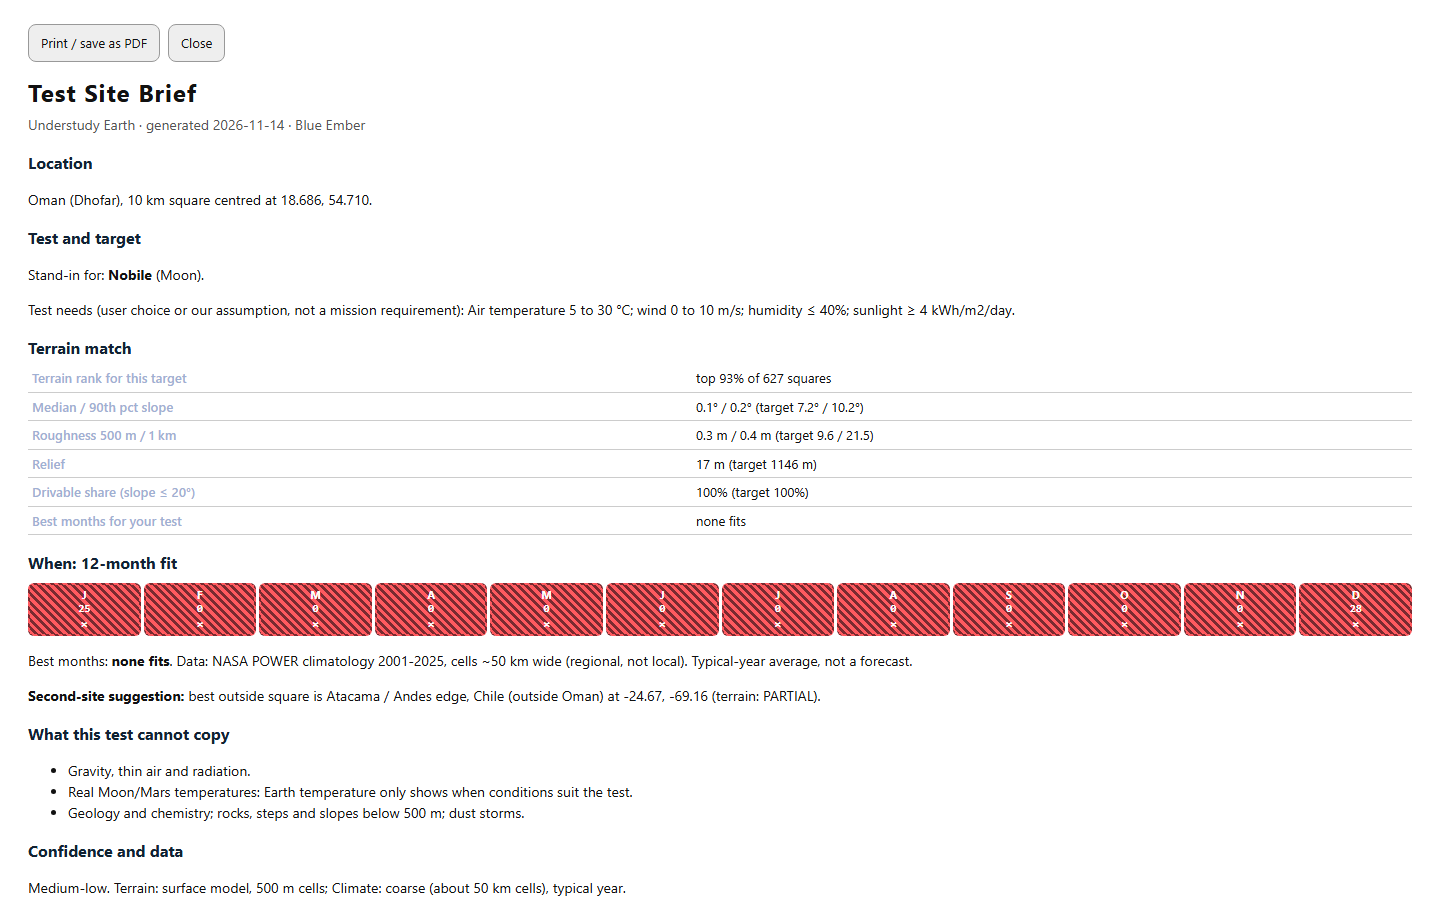 Print / save as PDF
Close
Test Site Brief
Understudy Earth · generated 2026-11-14 · Blue Ember
Location
Oman (Dhofar), 10 km square centred at 18.686, 54.710.
Test and target
Stand-in for: Nobile (Moon).
Test needs (user choice or our assumption, not a mission requirement): Air temperature 5 to 30 °C; wind 0 to 10 m/s; humidity ≤ 40%; sunlight ≥ 4 kWh/m2/day.
Terrain match
Terrain rank for this target top 93% of 627 squares
Median / 90th pct slope 0.1° / 0.2° (target 7.2° / 10.2°)
Roughness 500 m / 1 km 0.3 m / 0.4 m (target 9.6 / 21.5)
Relief 17 m (target 1146 m)
Drivable share (slope ≤ 20°) 100% (target 100%)
Best months for your test none fits
When: 12-month fit
J F M A M J J A S O N D
25 0 0 0 0 0 0 0 0 0 0 28
× × × × × × × × × × × ×
Best months: none fits. Data: NASA POWER climatology 2001-2025, cells ~50 km wide (regional, not local). Typical-year average, not a forecast.
Second-site suggestion: best outside square is Atacama / Andes edge, Chile (outside Oman) at -24.67, -69.16 (terrain: PARTIAL).
What this test cannot copy
• Gravity, thin air and radiation.
• Real Moon/Mars temperatures: Earth temperature only shows when conditions suit the test.
• Geology and chemistry; rocks, steps and slopes below 500 m; dust storms.
Confidence and data
Medium-low. Terrain: surface model, 500 m cells; Climate: coarse (about 50 km cells), typical year.